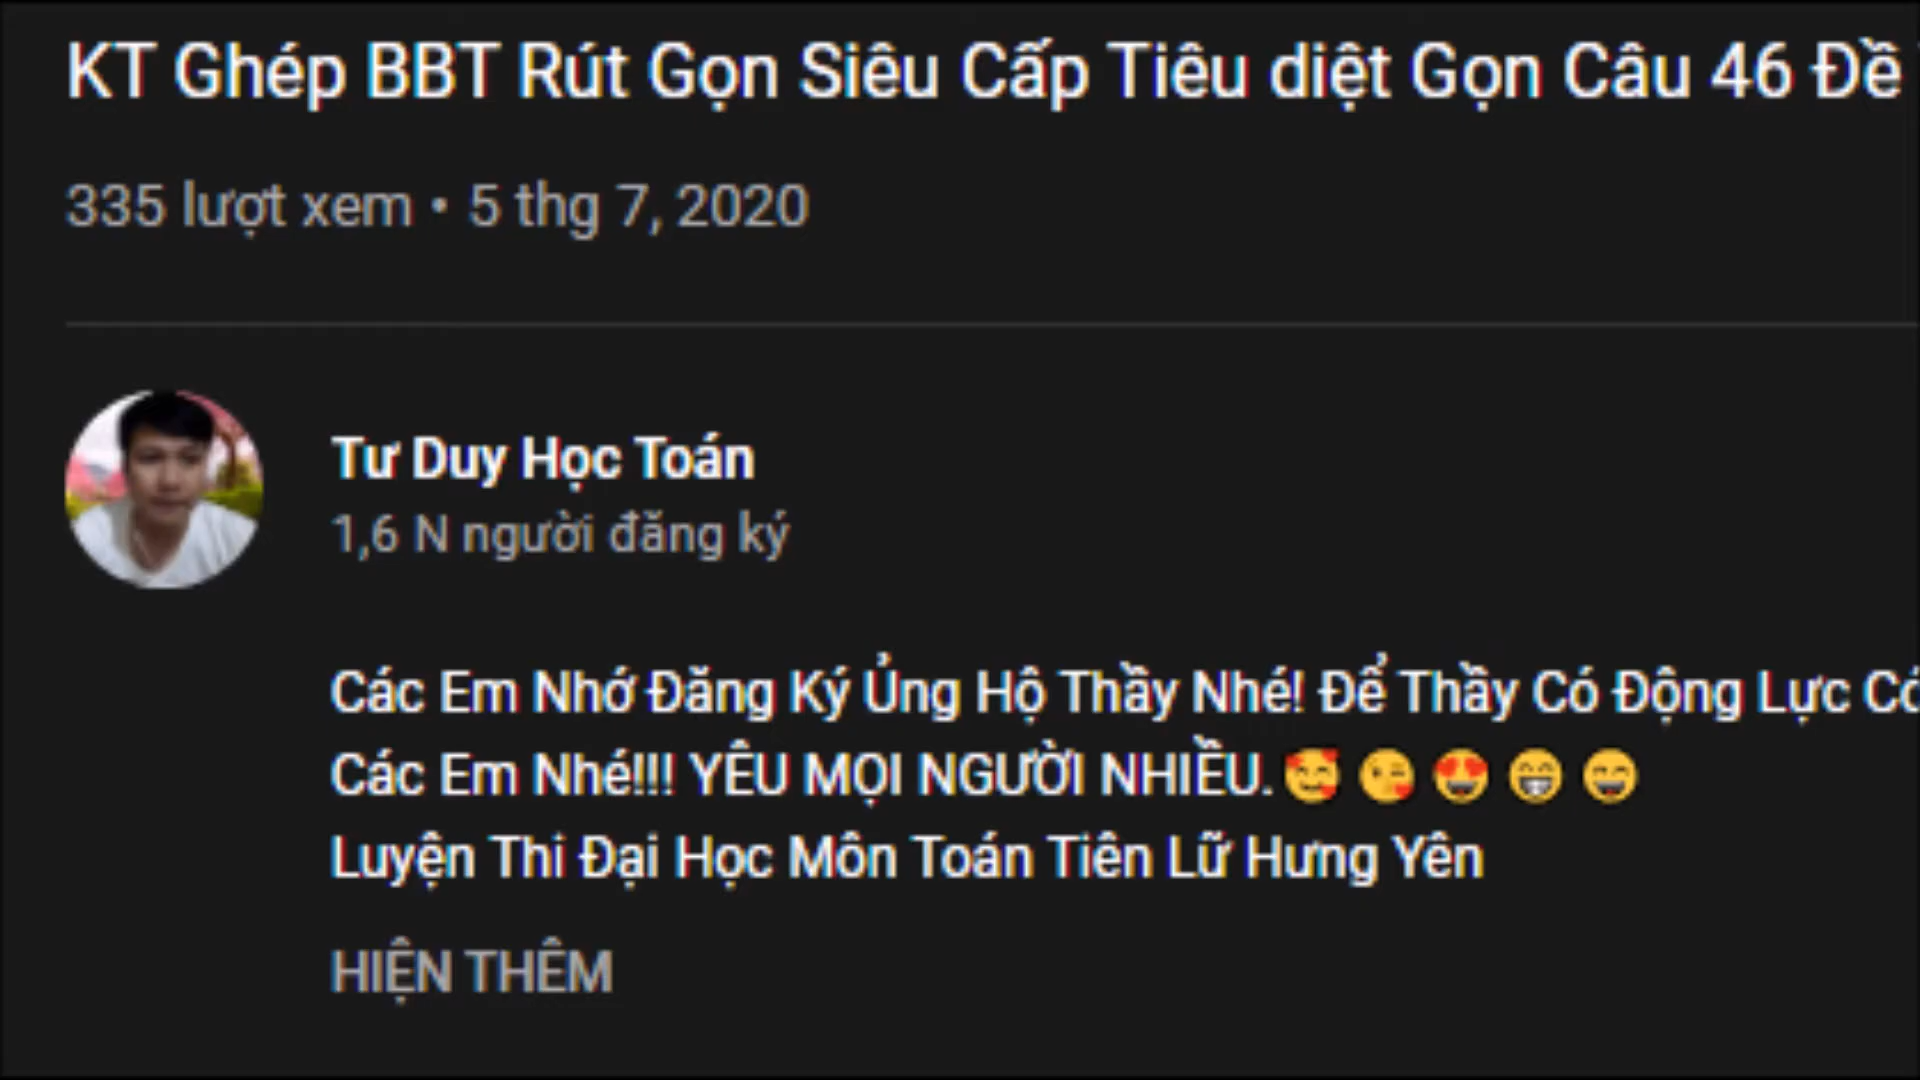 KT Ghép BBT Rút Gọn Siêu Cấp Tiêu diệt Gọn Câu 46 Đề
335 lượt xem • 5 thg 7, 2020
Tư Duy Học Toán
1,6 N người đăng ký
Các Em Nhớ Đăng Ký Ủng Hộ Thầy Nhé! Để Thầy Có Động Lực Có
Các Em Nhé!!! YÊU MỌI NGƯỜI NHIỀU.🥰 😘 😍 😁 😄
Luyện Thi Đại Học Môn Toán Tiên Lữ Hưng Yên
HIỆN THÊM